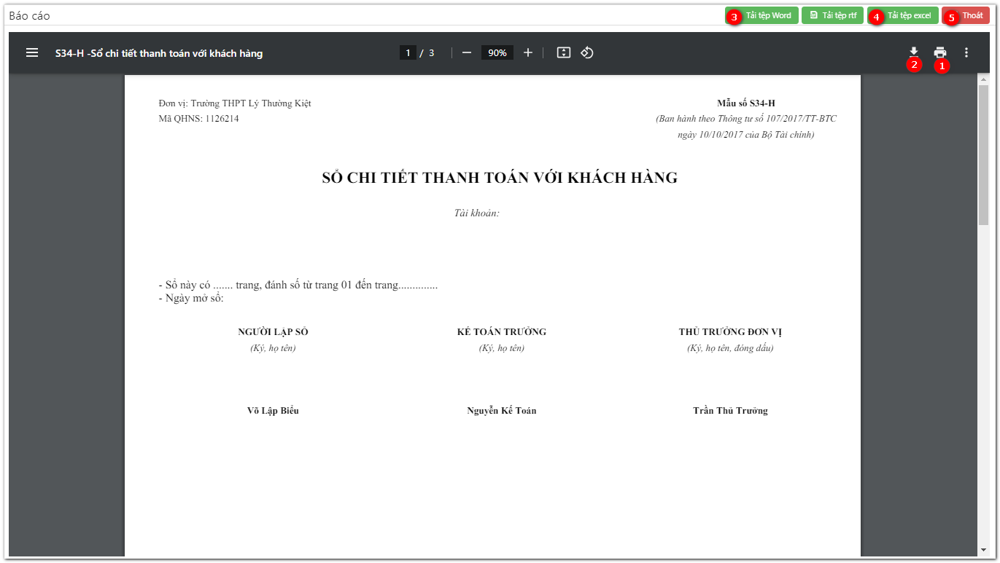 Báo cáo
3 Tải tệp Word Tải tệp rtf 4 Tải tệp excel 5 Thoát
S34-H -Sổ chi tiết thanh toán với khách hàng 1 / 3 90%
2 1
Đơn vị: Trường THPT Lý Thường Kiệt
Mã QHNS: 1126214
Mẫu số S34-H
(Ban hành theo Thông tư số 107/2017/TT-BTC
ngày 10/10/2017 của Bộ Tài chính)
SỔ CHI TIẾT THANH TOÁN VỚI KHÁCH HÀNG
Tài khoản:
- Sổ này có ....... trang, đánh số từ trang 01 đến trang..............
- Ngày mở sổ:
NGƯỜI LẬP SỔ KẾ TOÁN TRƯỞNG THỦ TRƯỞNG ĐƠN VỊ
(Ký, họ tên) (Ký, họ tên) (Ký, họ tên, đóng dấu)
Võ Lập Biểu Nguyễn Kế Toán Trần Thủ Trưởng